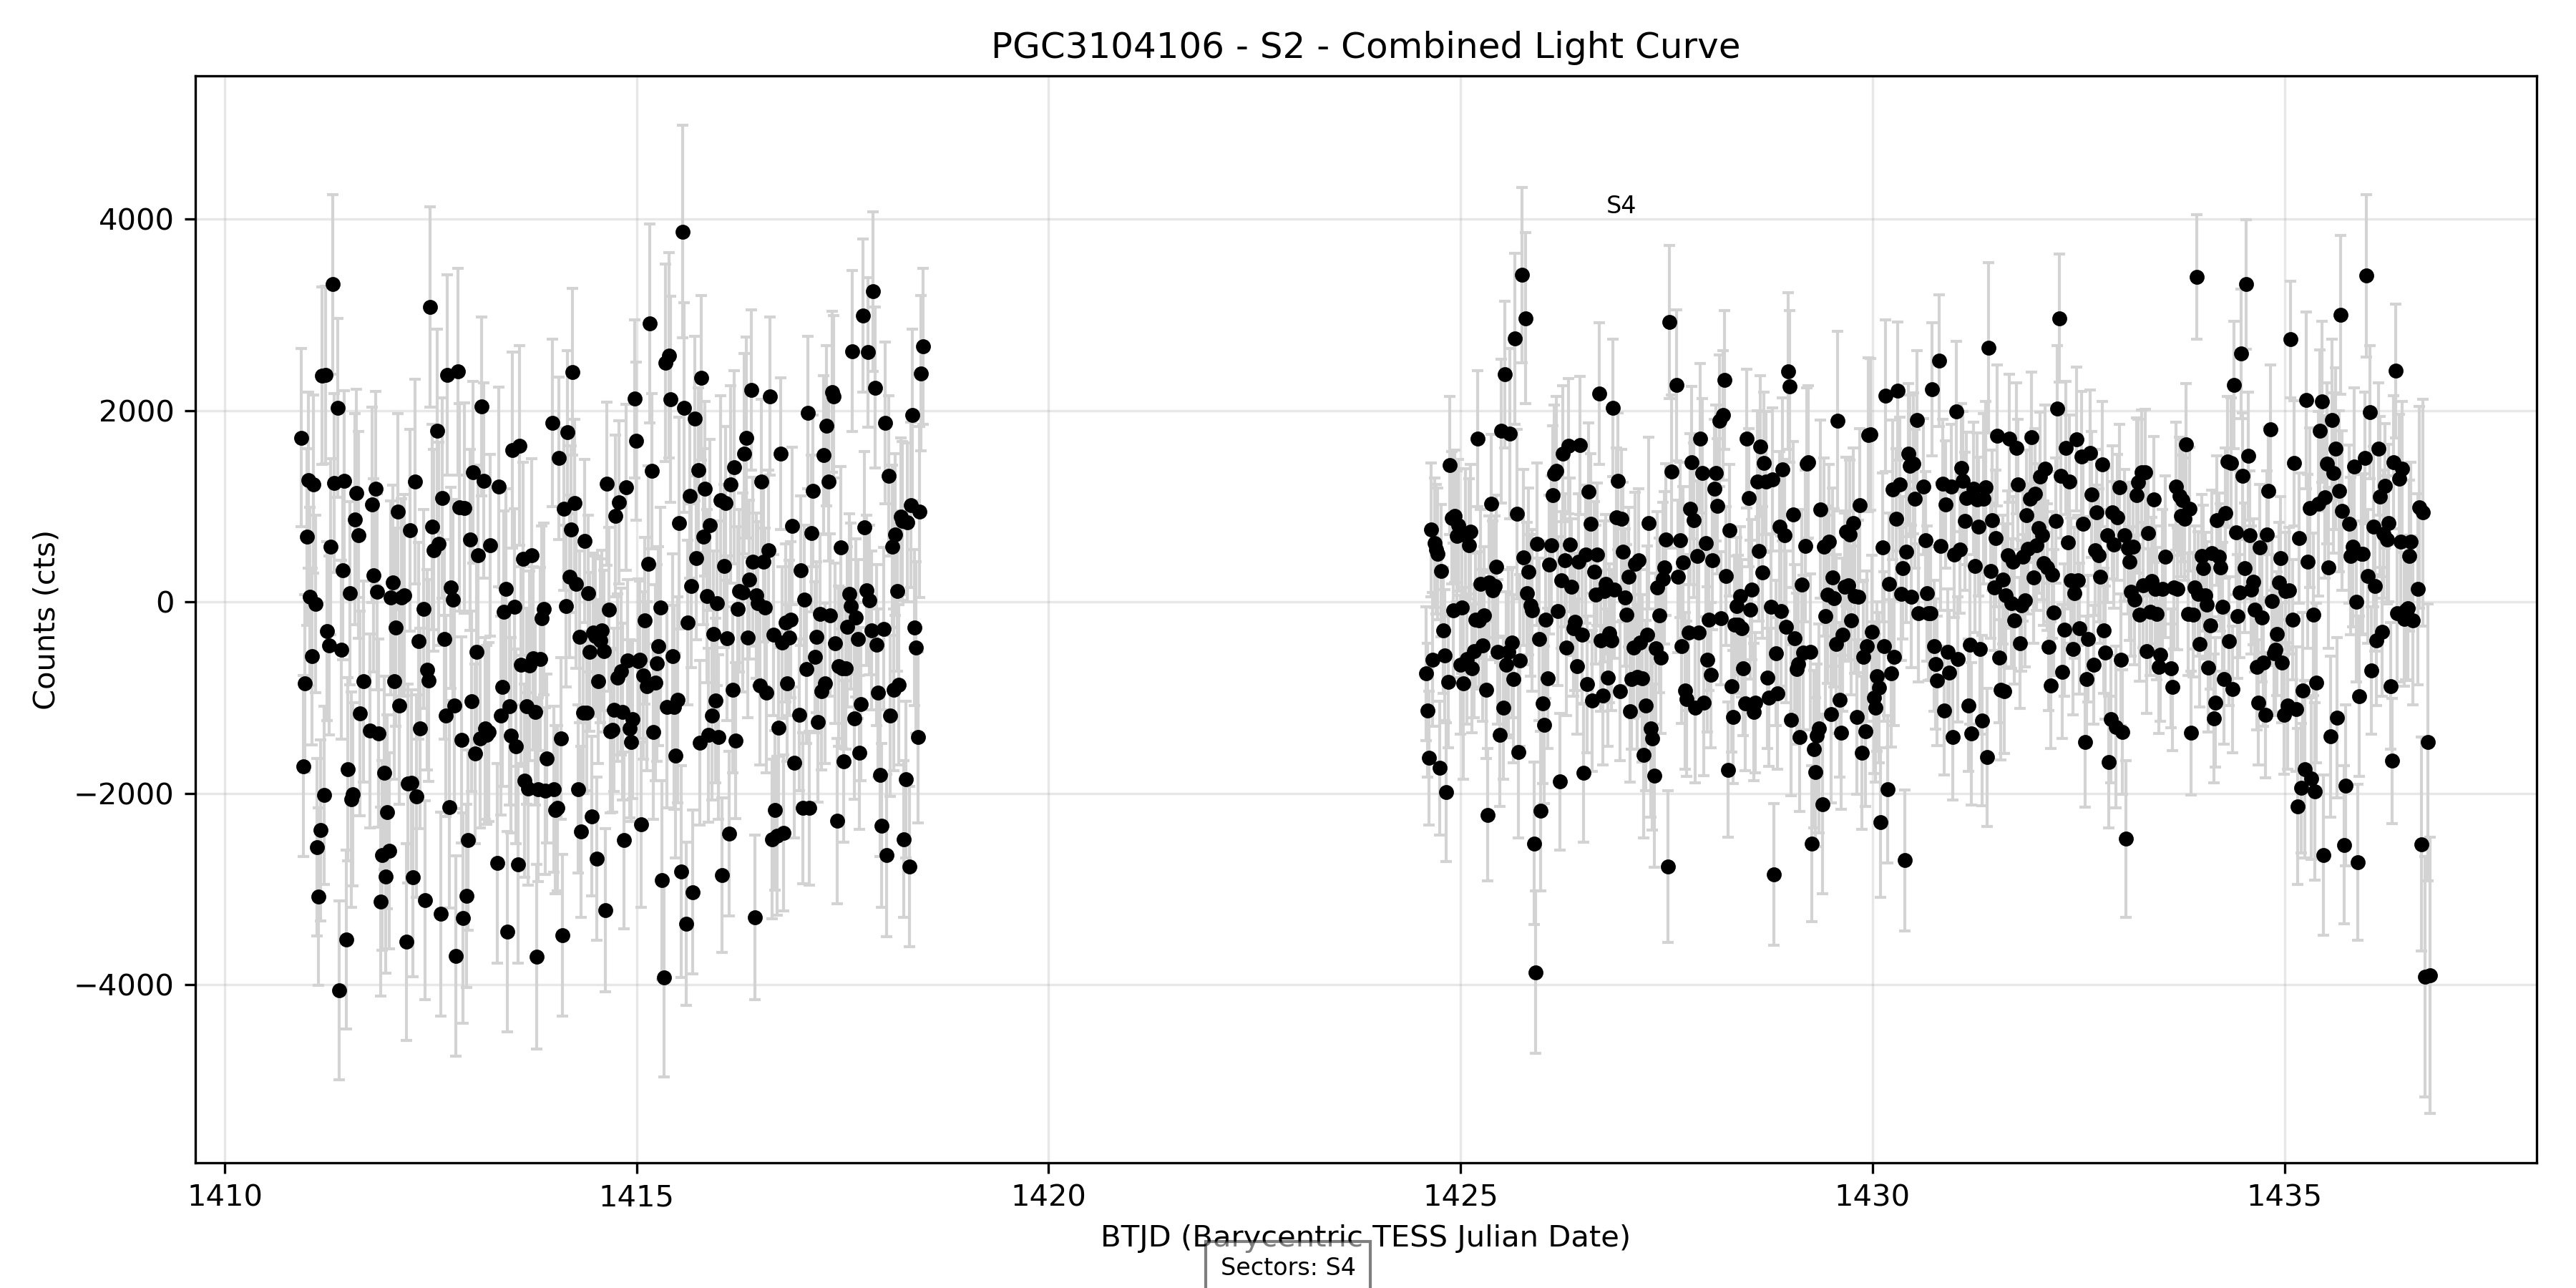 PGC3104106 - S2 - Combined Light Curve
S4
4000
2000
0
−2000
−4000
Counts (cts)
1410
1415
1420
1425
1430
1435
BTJD (Barycentric TESS Julian Date)
Sectors: S4